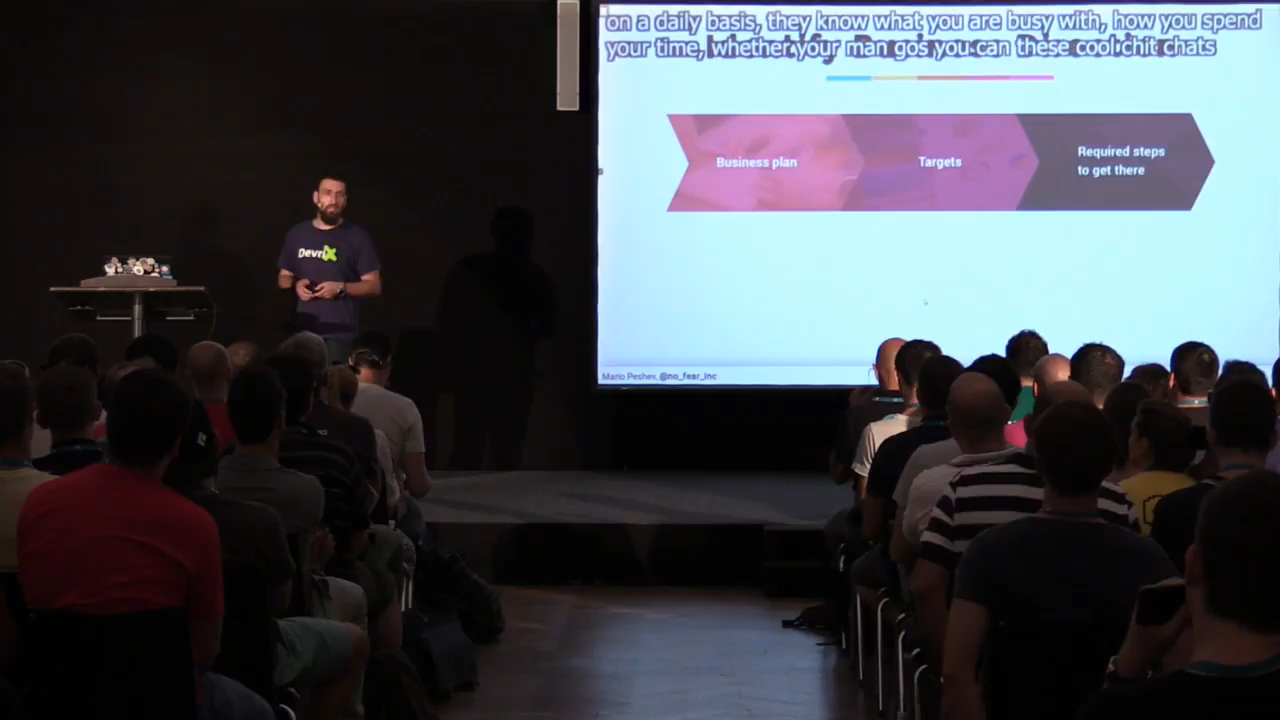 on a daily basis, they know what you are busy with, how you spend
your time, whether your man gos you can these cool chit chats
Business plan
Targets
Required steps
to get there
DevriX
Mario Peshev, @no_fear_inc